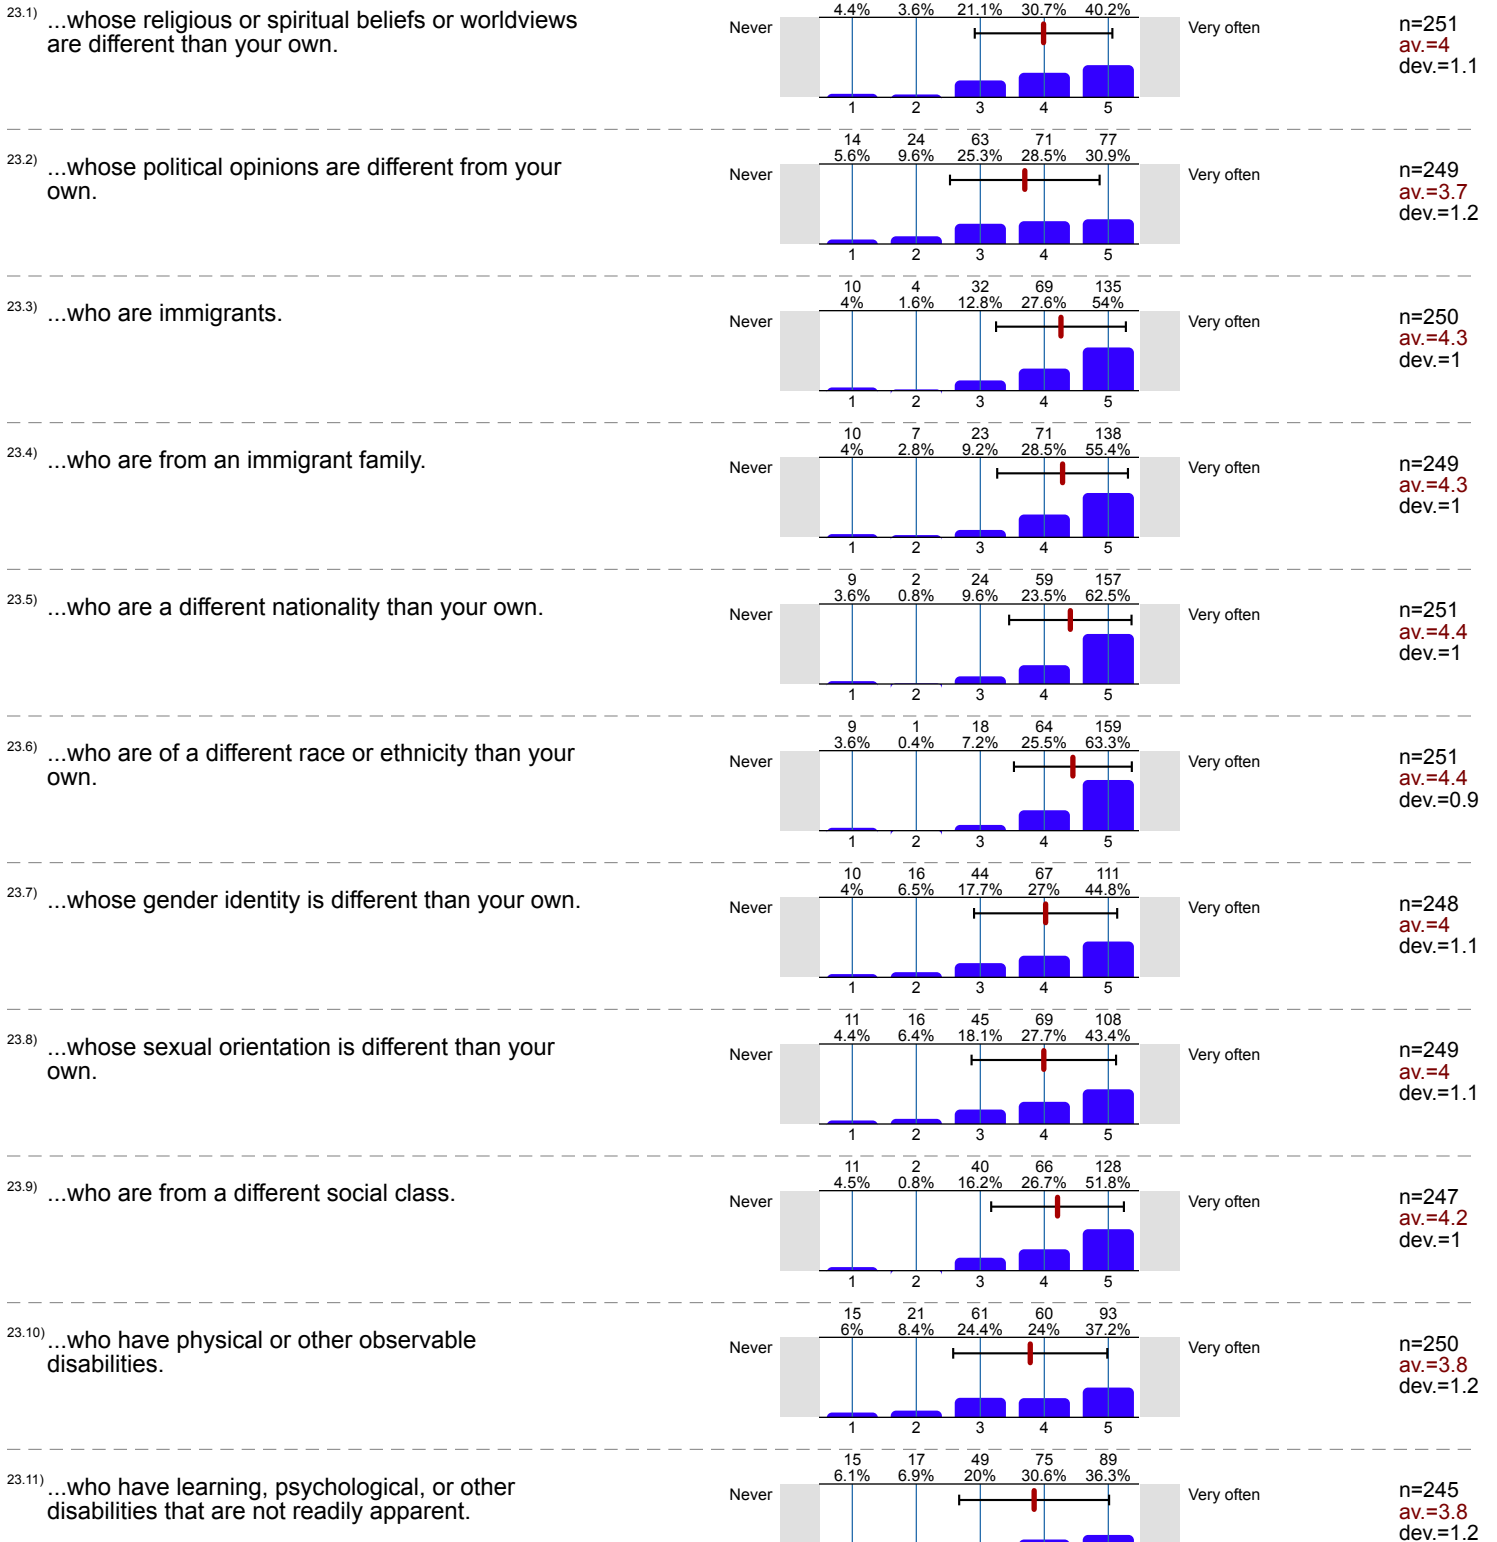 23.1) ...whose religious or spiritual beliefs or worldviews
are different than your own.
4.4% 3.6% 21.1% 30.7% 40.2%
Never Very often
1 2 3 4 5
n=251
av.=4
dev.=1.1
23.2) ...whose political opinions are different from your
own.
14 24 63 71 77
5.6% 9.6% 25.3% 28.5% 30.9%
Never Very often
1 2 3 4 5
n=249
av.=3.7
dev.=1.2
23.3) ...who are immigrants.
10 4 32 69 135
4% 1.6% 12.8% 27.6% 54%
Never Very often
1 2 3 4 5
n=250
av.=4.3
dev.=1
23.4) ...who are from an immigrant family.
10 7 23 71 138
4% 2.8% 9.2% 28.5% 55.4%
Never Very often
1 2 3 4 5
n=249
av.=4.3
dev.=1
23.5) ...who are a different nationality than your own.
9 2 24 59 157
3.6% 0.8% 9.6% 23.5% 62.5%
Never Very often
1 2 3 4 5
n=251
av.=4.4
dev.=1
23.6) ...who are of a different race or ethnicity than your
own.
9 1 18 64 159
3.6% 0.4% 7.2% 25.5% 63.3%
Never Very often
1 2 3 4 5
n=251
av.=4.4
dev.=0.9
23.7) ...whose gender identity is different than your own.
10 16 44 67 111
4% 6.5% 17.7% 27% 44.8%
Never Very often
1 2 3 4 5
n=248
av.=4
dev.=1.1
23.8) ...whose sexual orientation is different than your
own.
11 16 45 69 108
4.4% 6.4% 18.1% 27.7% 43.4%
Never Very often
1 2 3 4 5
n=249
av.=4
dev.=1.1
23.9) ...who are from a different social class.
11 2 40 66 128
4.5% 0.8% 16.2% 26.7% 51.8%
Never Very often
1 2 3 4 5
n=247
av.=4.2
dev.=1
23.10) ...who have physical or other observable
disabilities.
15 21 61 60 93
6% 8.4% 24.4% 24% 37.2%
Never Very often
1 2 3 4 5
n=250
av.=3.8
dev.=1.2
23.11) ...who have learning, psychological, or other
disabilities that are not readily apparent.
15 17 49 75 89
6.1% 6.9% 20% 30.6% 36.3%
Never Very often
n=245
av.=3.8
dev.=1.2